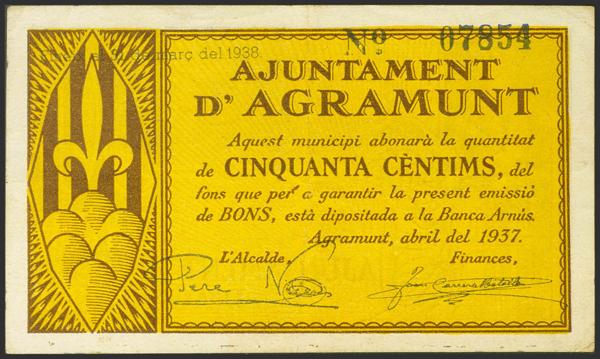 Nº 07854
març del 1938.
AJUNTAMENT
D'AGRAMUNT
Aquest municipi abonarà la quantitat
de CINQUANTA CÈNTIMS, del
fons que per a garantir la present emissió
de BONS, està dipositada a la Banca Arnús.
Agramunt, abril del 1937.
L'Alcalde, Finances,
Pere